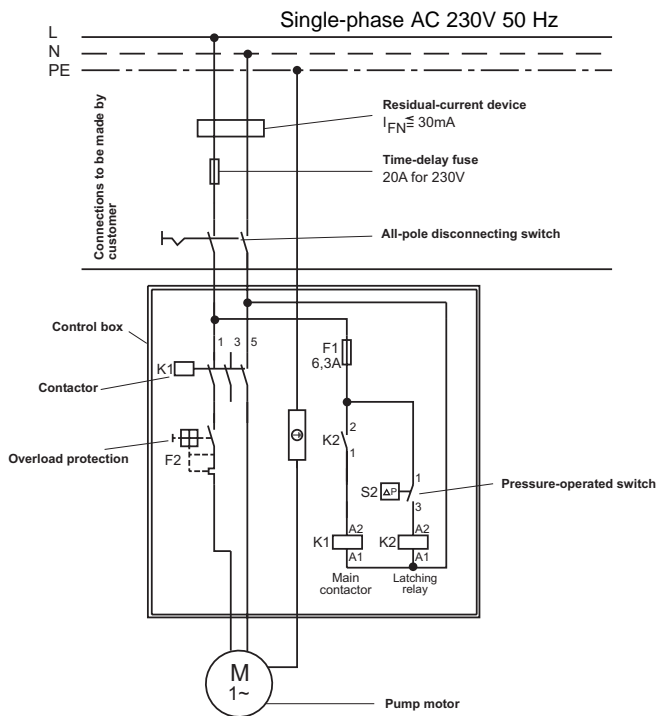 Single-phase AC 230V 50 Hz
L
N
PE
Connections to be made by
customer
Residual-current device
IFN≦ 30mA
Time-delay fuse
20A for 230V
All-pole disconnecting switch
Control box
1 3 5
K1
Contactor
F1
6,3A
Overload protection
F2
K2
2
1
S2
ΔP
1
3
Pressure-operated switch
K1
A2
A1
K2
A2
A1
Main
contactor
Latching
relay
M
1~
Pump motor